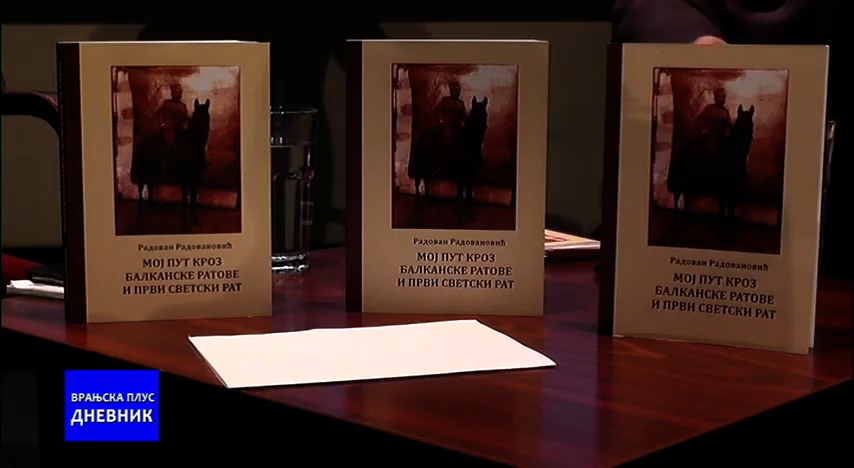 Радован Радовановић
МОЈ ПУТ КРОЗ
БАЛКАНСКЕ РАТОВЕ
И ПРВИ СВЕТСКИ РАТ
Радован Радовановић
МОЈ ПУТ КРОЗ
БАЛКАНСКЕ РАТОВЕ
И ПРВИ СВЕТСКИ РАТ
Радован Радовановић
МОЈ ПУТ КРОЗ
БАЛКАНСКЕ РАТОВЕ
И ПРВИ СВЕТСКИ РАТ
ВРАЊСКА ПЛУС
ДНЕВНИК